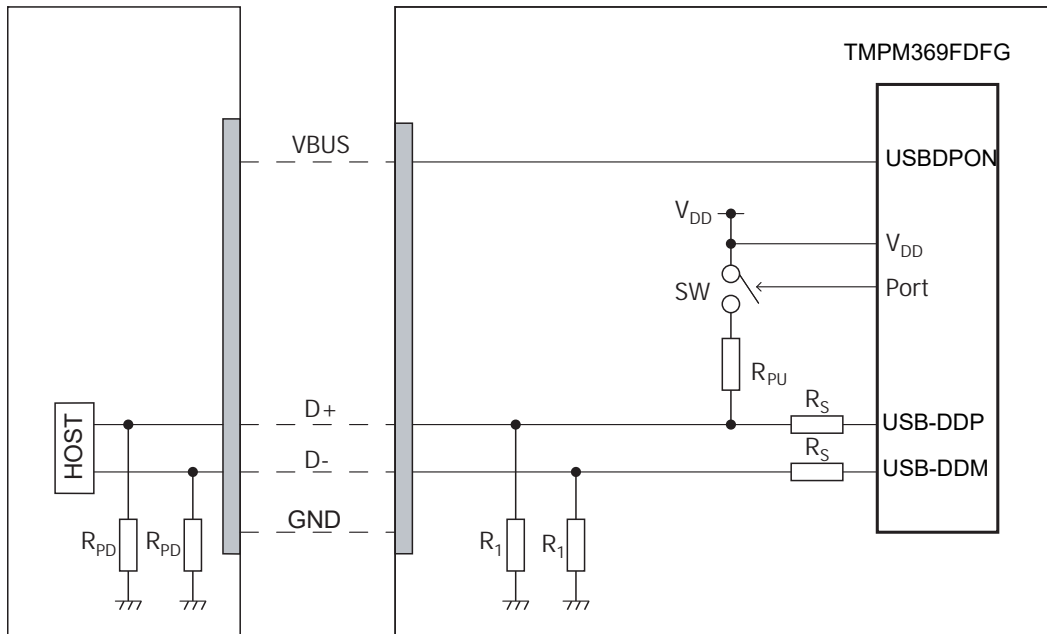 TMPM369FDFG
VBUS
USBDPON
VDD
VDD
SW
Port
RPU
HOST
D+
RS
USB-DDP
D-
RS
USB-DDM
GND
RPD
RPD
R1
R1